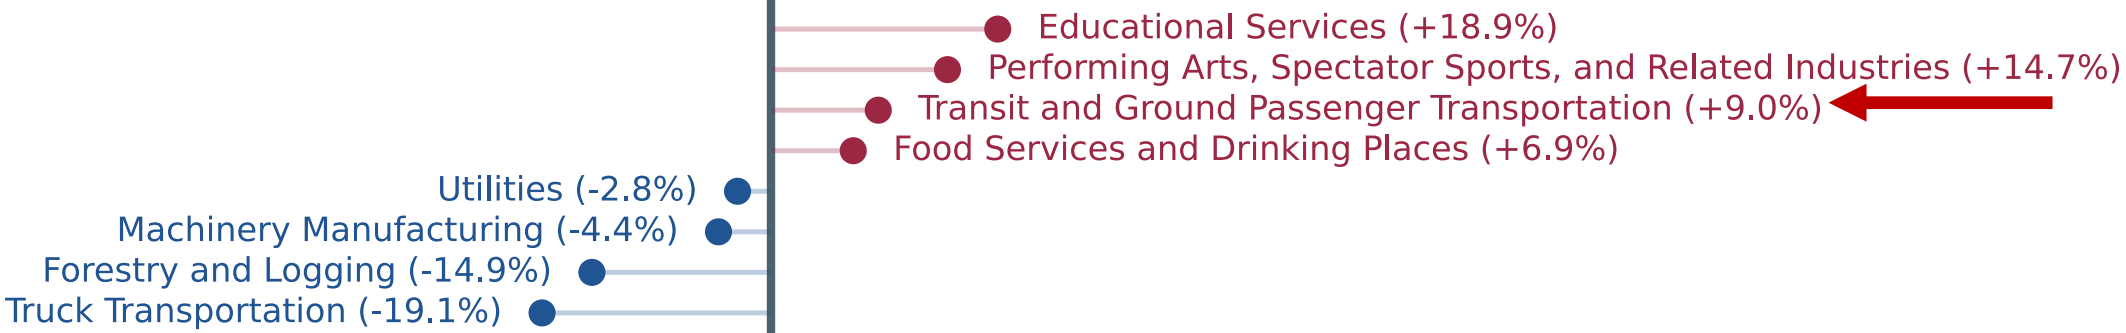 Educational Services (+18.9%)
Performing Arts, Spectator Sports, and Related Industries (+14.7%)
Transit and Ground Passenger Transportation (+9.0%)
Food Services and Drinking Places (+6.9%)
Utilities (-2.8%)
Machinery Manufacturing (-4.4%)
Forestry and Logging (-14.9%)
Truck Transportation (-19.1%)